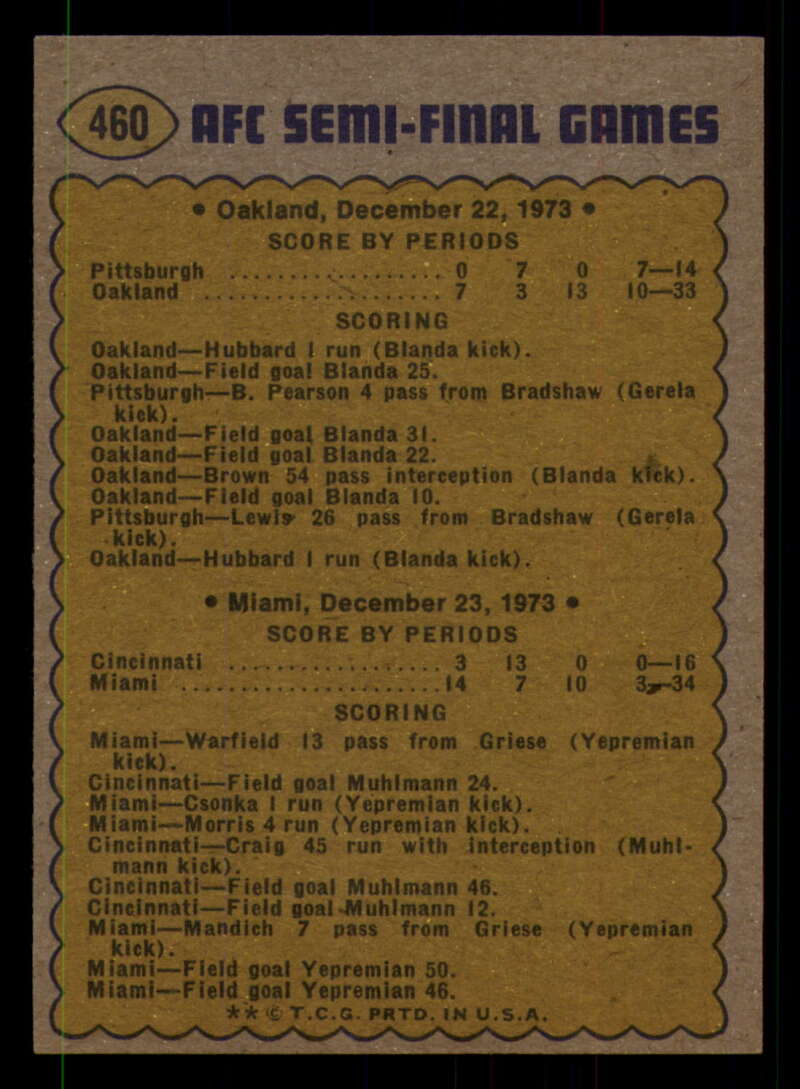 460 AFC SEMI-FINAL GAMES
• Oakland, December 22, 1973 •
SCORE BY PERIODS
Pittsburgh .................. 0 7 0 7—14
Oakland .................... 7 3 13 10—33
SCORING
Oakland—Hubbard 1 run (Blanda kick).
Oakland—Field goal Blanda 25.
Pittsburgh—B. Pearson 4 pass from Bradshaw (Gerela
kick).
Oakland—Field goal Blanda 31.
Oakland—Field goal Blanda 22.
Oakland—Brown 54 pass interception (Blanda kick).
Oakland—Field goal Blanda 10.
Pittsburgh—Lewis 26 pass from Bradshaw (Gerela
kick).
Oakland—Hubbard 1 run (Blanda kick).
• Miami, December 23, 1973 •
SCORE BY PERIODS
Cincinnati .................. 3 13 0 0—16
Miami ...................... 14 7 10 3—34
SCORING
Miami—Warfield 13 pass from Griese (Yepremian
kick).
Cincinnati—Field goal Muhlmann 24.
Miami—Csonka 1 run (Yepremian kick).
Miami—Morris 4 run (Yepremian kick).
Cincinnati—Craig 45 run with interception (Muhl-
mann kick).
Cincinnati—Field goal Muhlmann 46.
Cincinnati—Field goal Muhlmann 12.
Miami—Mandich 7 pass from Griese (Yepremian
kick).
Miami—Field goal Yepremian 50.
Miami—Field goal Yepremian 46.
** © T.C.G. PRTD. IN U.S.A.